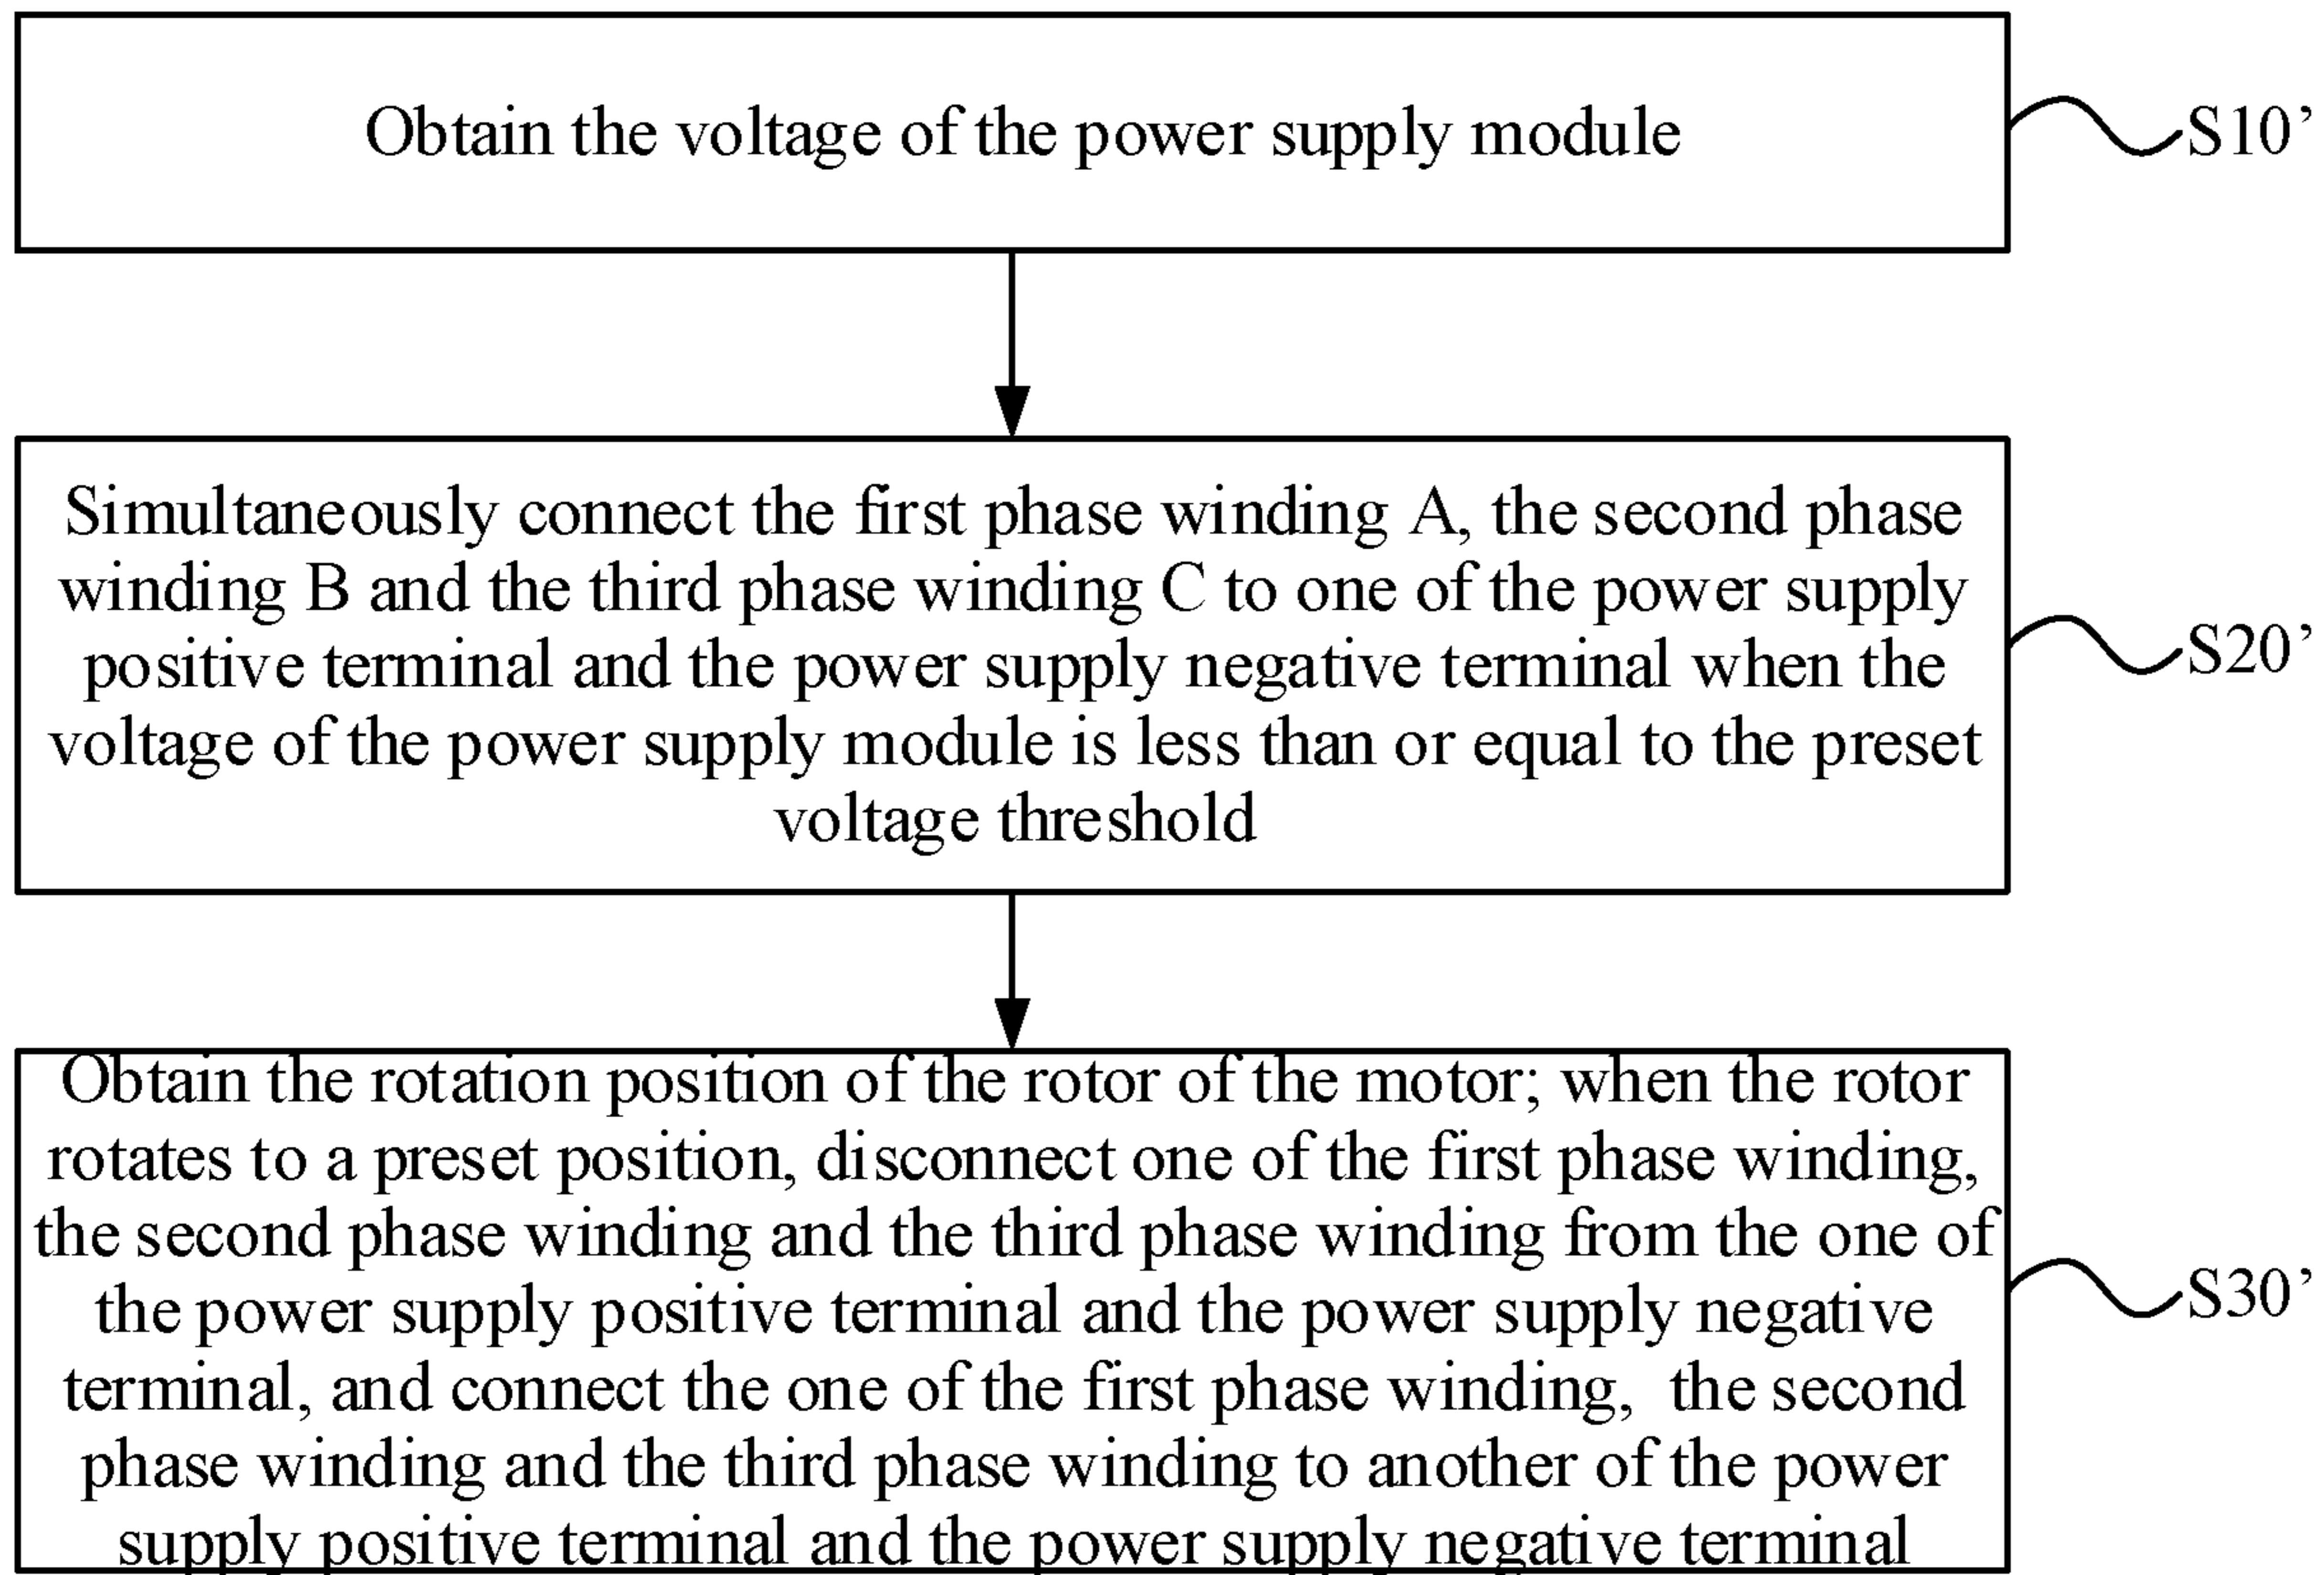 Obtain the voltage of the power supply module
S10’
Simultaneously connect the first phase winding A, the second phase
winding B and the third phase winding C to one of the power supply
positive terminal and the power supply negative terminal when the
voltage of the power supply module is less than or equal to the preset
voltage threshold
S20’
Obtain the rotation position of the rotor of the motor; when the rotor
rotates to a preset position, disconnect one of the first phase winding,
the second phase winding and the third phase winding from the one of
the power supply positive terminal and the power supply negative
terminal, and connect the one of the first phase winding, the second
phase winding and the third phase winding to another of the power
supply positive terminal and the power supply negative terminal
S30’